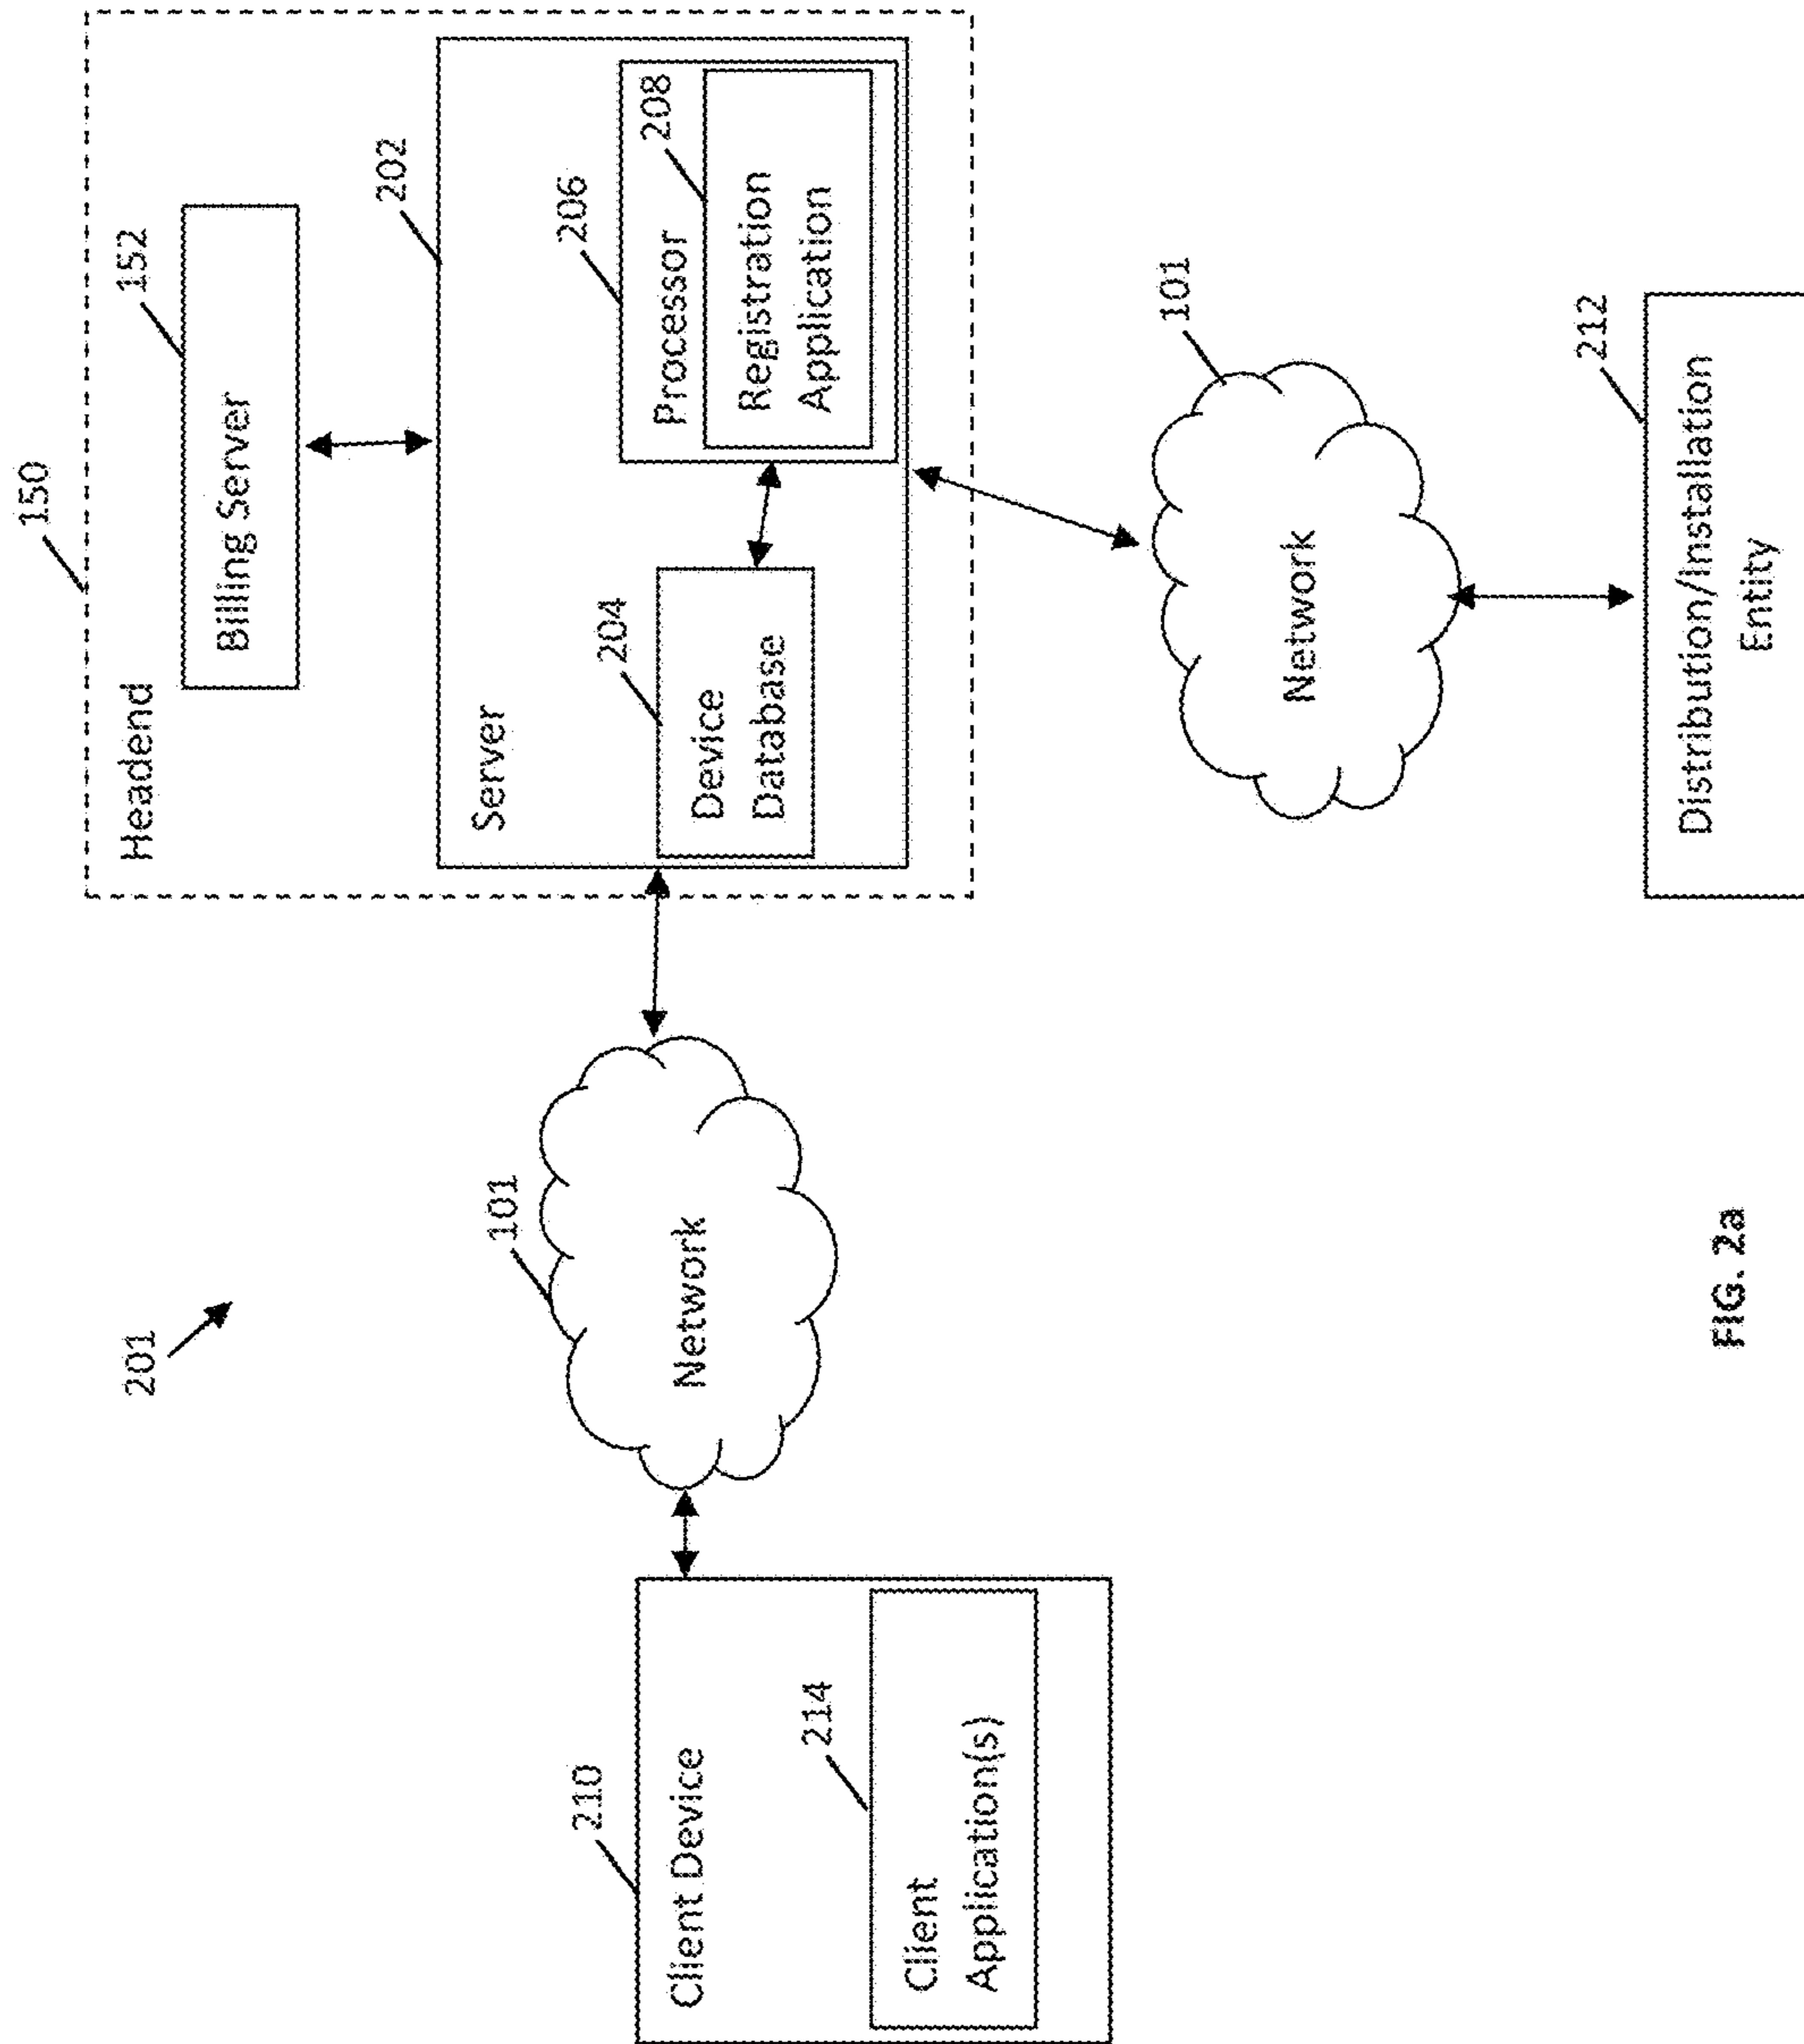 201
150
Headend
152
Billing Server
202
Server
204
Device
Database
206
Processor
208
Registration
Application
101
Network
210
Client Device
214
Client
Application(s)
101
Network
212
Distribution/Installation
Entity
FIG. 2a